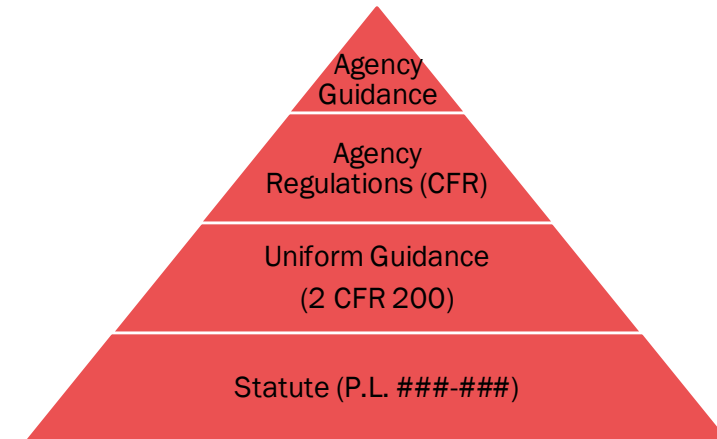 Agency
Guidance
Agency
Regulations (CFR)
Uniform Guidance
(2 CFR 200)
Statute (P.L. ###-###)